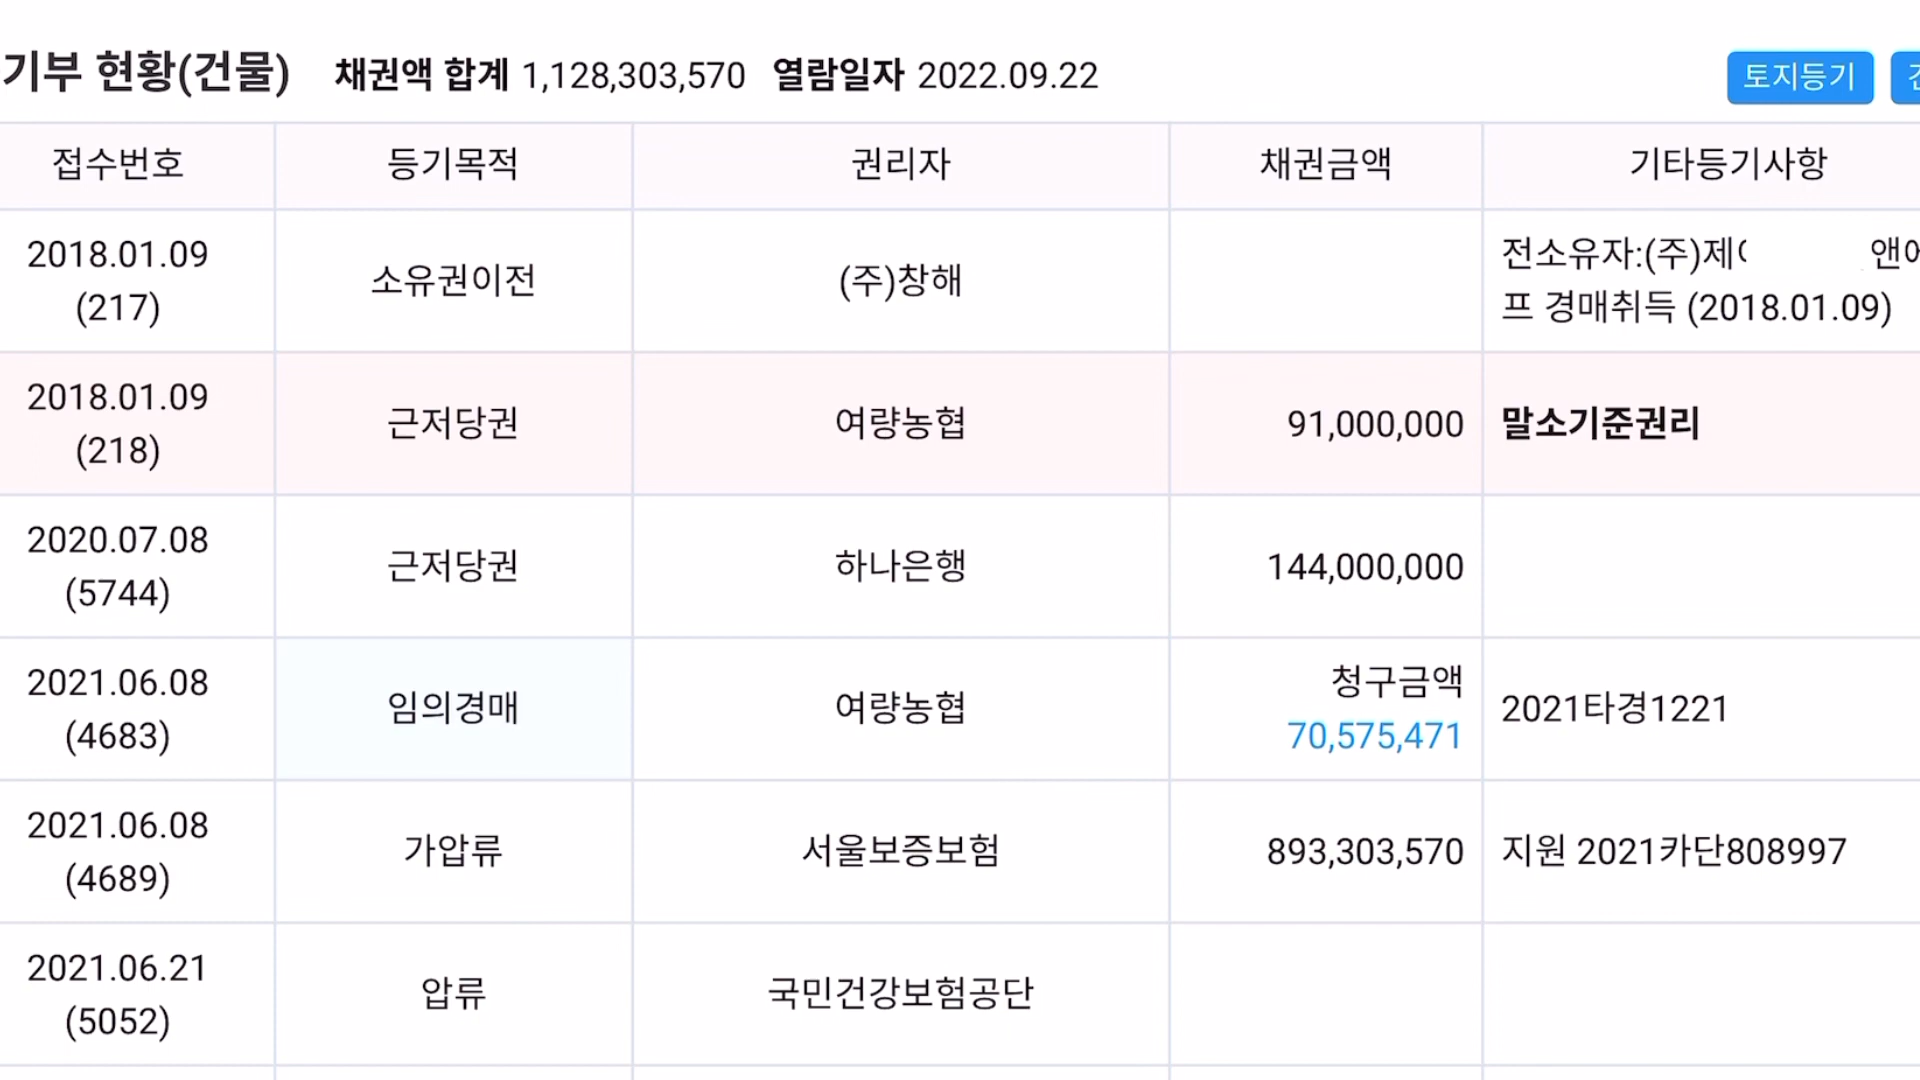 기부 현황(건물) 채권액 합계 1,128,303,570 열람일자 2022.09.22 토지등기
접수번호 등기목적 권리자 채권금액 기타등기사항
2018.01.09
(217)
소유권이전
(주)창해
전소유자:(주)제
프 경매취득 (2018.01.09)
2018.01.09
(218)
근저당권
여량농협
91,000,000
말소기준권리
2020.07.08
(5744)
근저당권
하나은행
144,000,000
2021.06.08
(4683)
임의경매
여량농협
청구금액
70,575,471
2021타경1221
2021.06.08
(4689)
가압류
서울보증보험
893,303,570
지원 2021카단808997
2021.06.21
(5052)
압류
국민건강보험공단